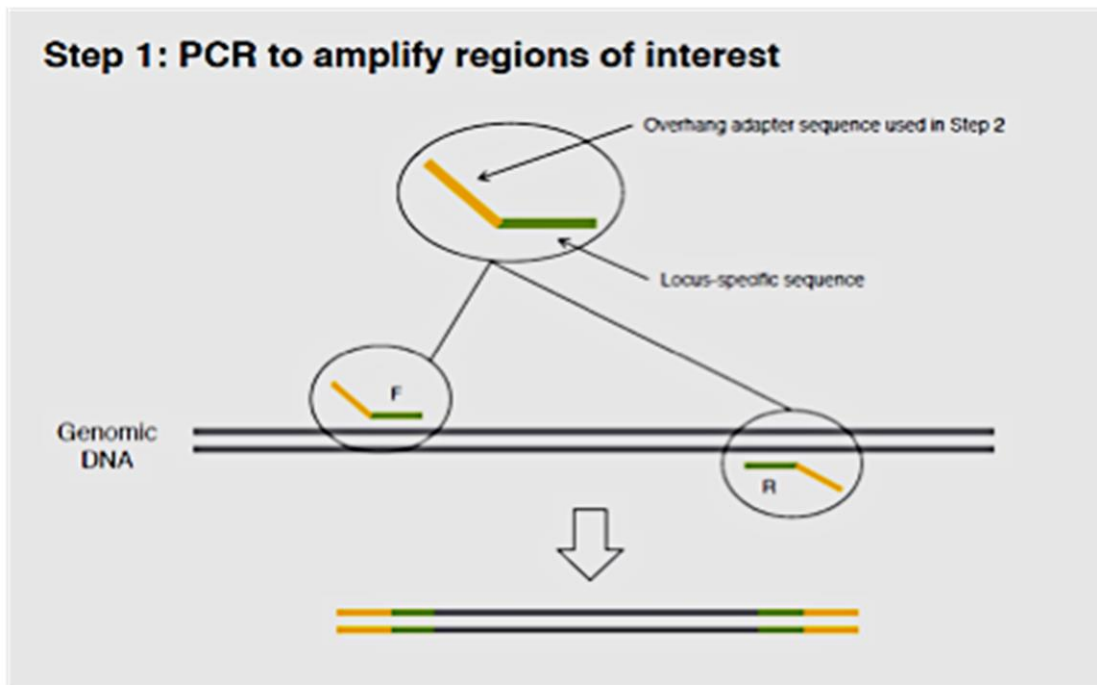 Step 1: PCR to amplify regions of interest
Overhang adapter sequence used in Step 2
Locus-specific sequence
F
Genomic
DNA
R